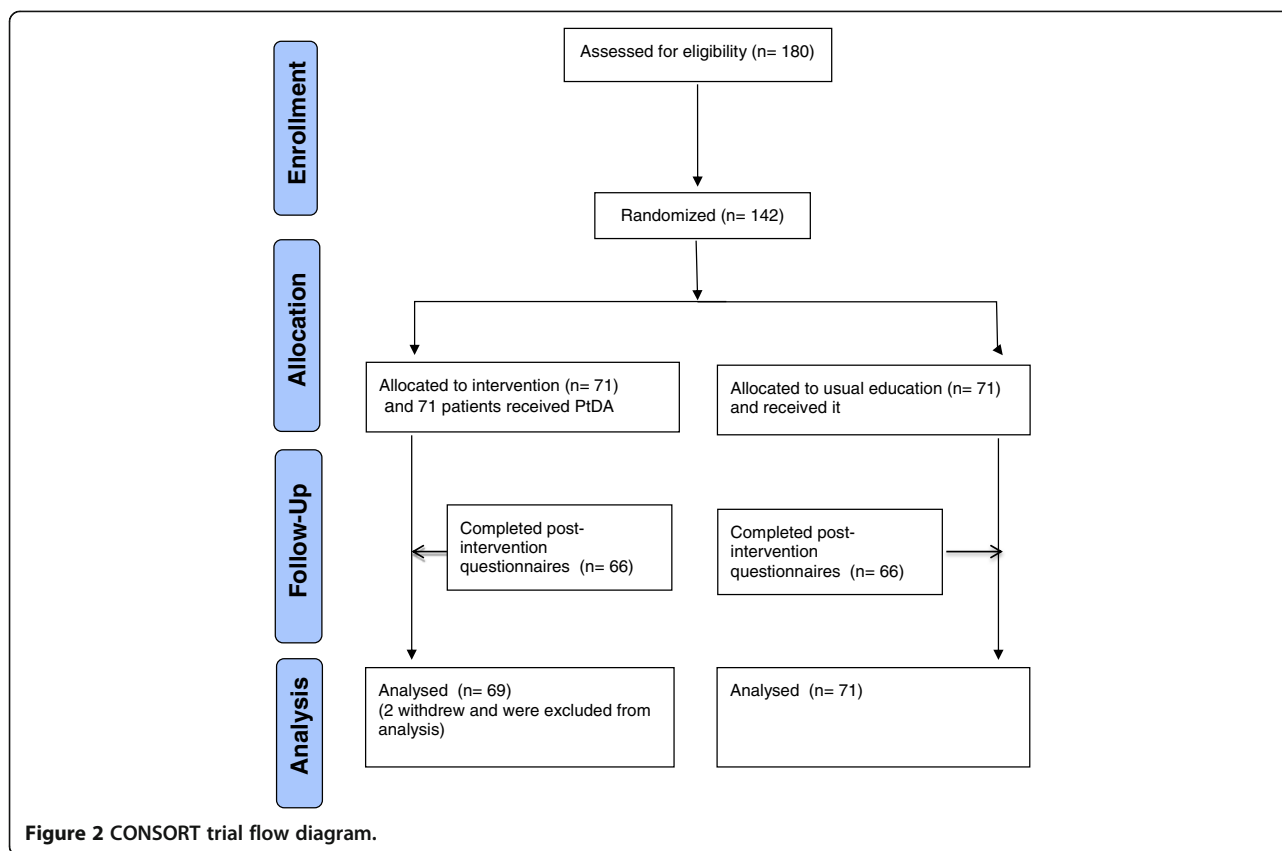 Enrollment
Assessed for eligibility (n= 180)
Randomized (n= 142)
Allocation
Allocated to intervention (n= 71)
and 71 patients received PtDA
Allocated to usual education (n= 71)
and received it
Follow-Up
Completed post-
intervention
questionnaires (n= 66)
Completed post-
intervention
questionnaires (n= 66)
Analysis
Analysed (n= 69)
(2 withdrew and were excluded from
analysis)
Analysed (n= 71)
Figure 2 CONSORT trial flow diagram.